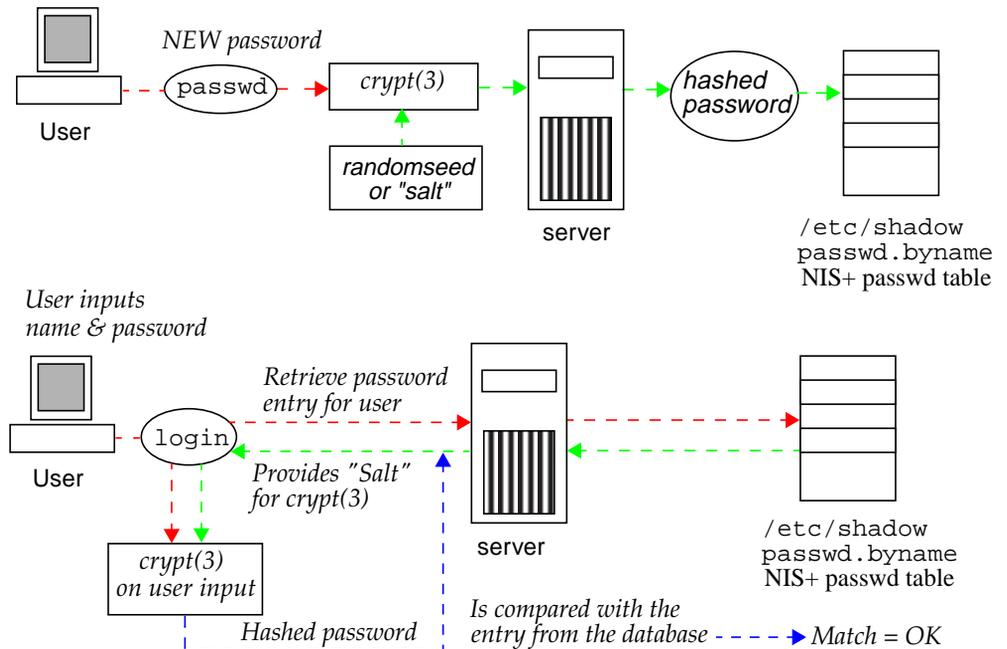 NEW password
passwd
crypt(3)
hashed
password
User
randomseed
or "salt"
server
/etc/shadow
passwd.byname
NIS+ passwd table
User inputs
name & password
Retrieve password
entry for user
login
Provides "Salt"
for crypt(3)
User
server
/etc/shadow
passwd.byname
NIS+ passwd table
crypt(3)
on user input
Hashed password
Is compared with the
entry from the database
Match = OK